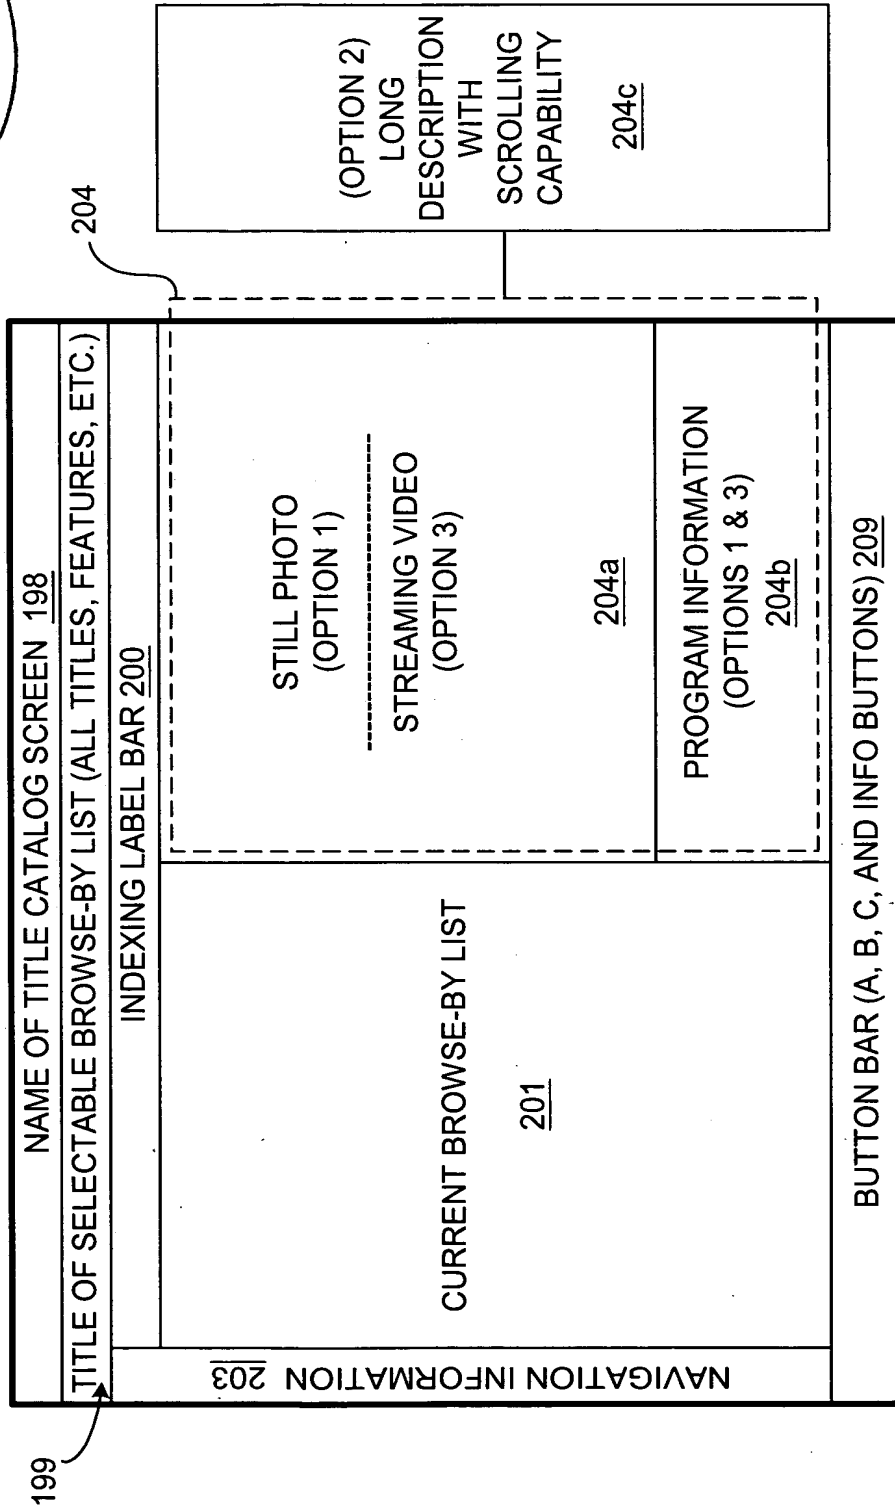 NAME OF TITLE CATALOG SCREEN 198
199
TITLE OF SELECTABLE BROWSE-BY LIST (ALL TITLES, FEATURES, ETC.)
INDEXING LABEL BAR 200
204
NAVIGATION INFORMATION 203
CURRENT BROWSE-BY LIST
201
STILL PHOTO
(OPTION 1)
STREAMING VIDEO
(OPTION 3)
204a
PROGRAM INFORMATION
(OPTIONS 1 & 3)
204b
(OPTION 2)
LONG
DESCRIPTION
WITH
SCROLLING
CAPABILITY
204c
BUTTON BAR (A, B, C, AND INFO BUTTONS) 209